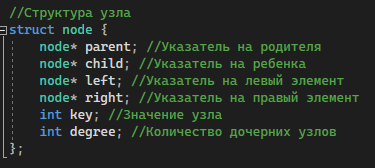 //Структура узла
struct node {
node* parent; //Указатель на родителя
node* child; //Указатель на ребенка
node* left; //Указатель на левый элемент
node* right; //Указатель на правый элемент
int key; //Значение узла
int degree; //Количество дочерних узлов
};